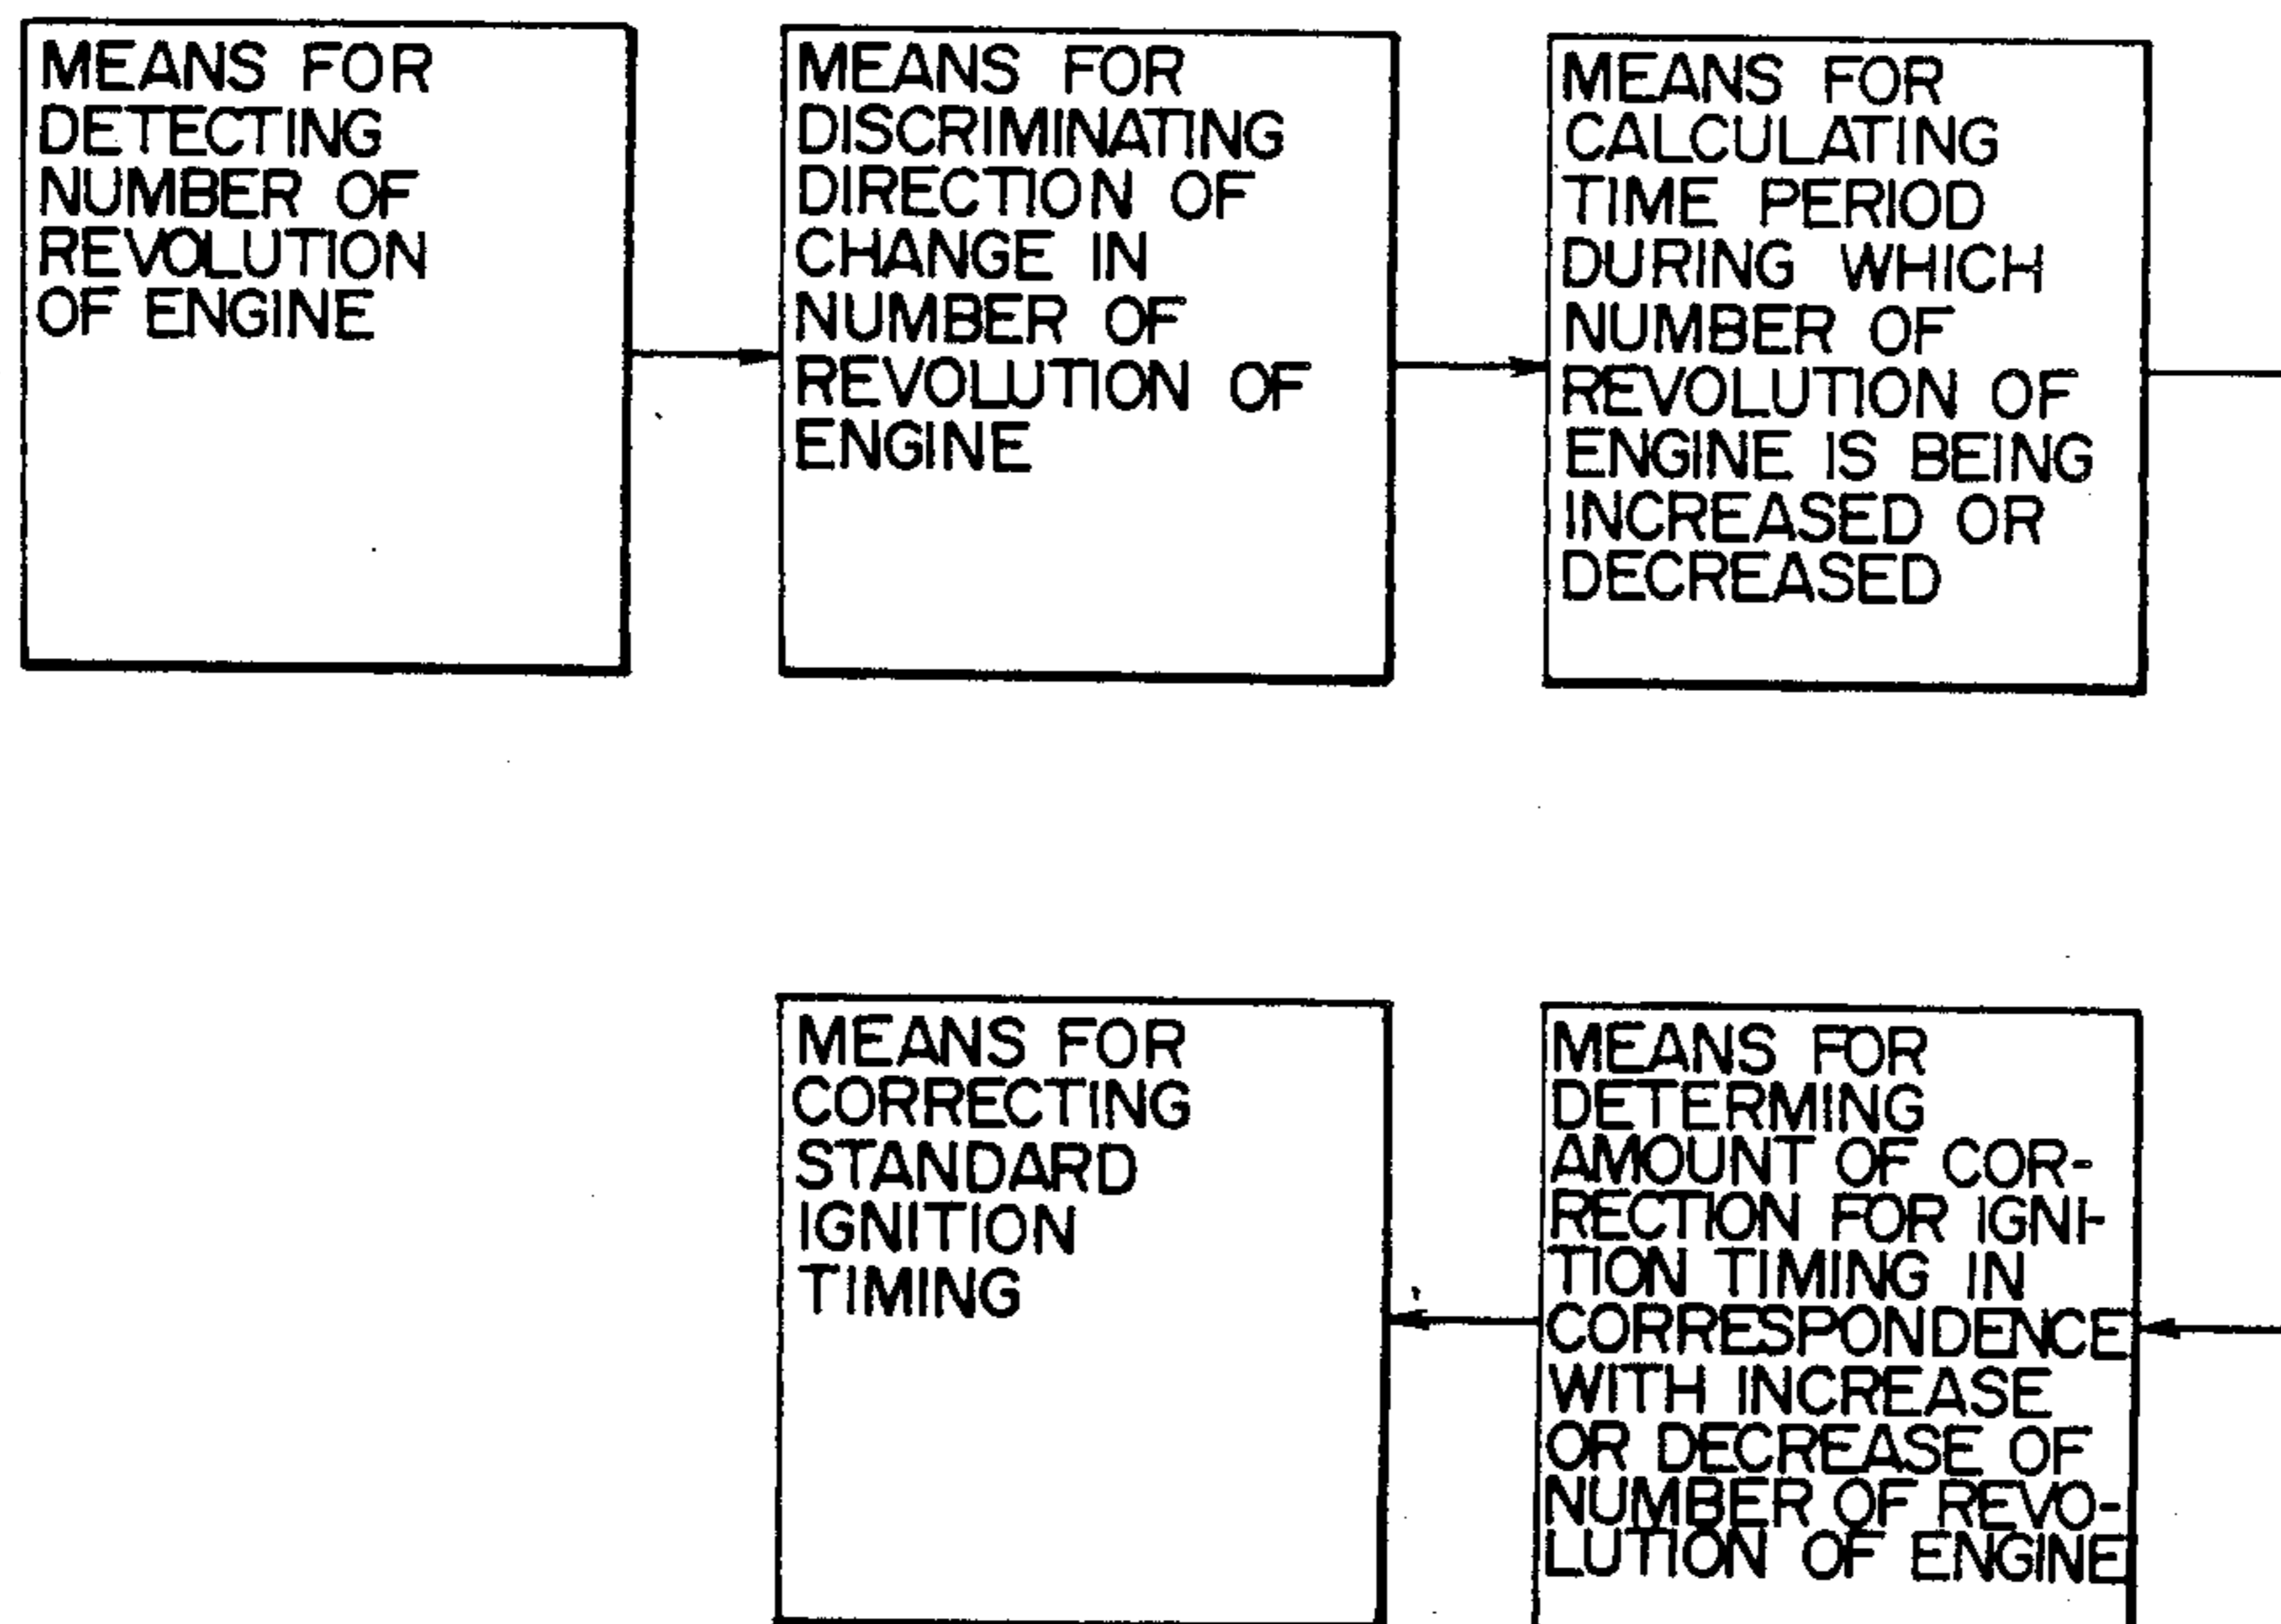 MEANS FOR
DETECTING
NUMBER OF
REVOLUTION
OF ENGINE
MEANS FOR
DISCRIMINATING
DIRECTION OF
CHANGE IN
NUMBER OF
REVOLUTION OF
ENGINE
MEANS FOR
CALCULATING
TIME PERIOD
DURING WHICH
NUMBER OF
REVOLUTION OF
ENGINE IS BEING
INCREASED OR
DECREASED
MEANS FOR
CORRECTING
STANDARD
IGNITION
TIMING
MEANS FOR
DETERMING
AMOUNT OF COR-
RECTION FOR IGNI-
TION TIMING IN
CORRESPONDENCE
WITH INCREASE
OR DECREASE OF
NUMBER OF REVO-
LUTION OF ENGINE